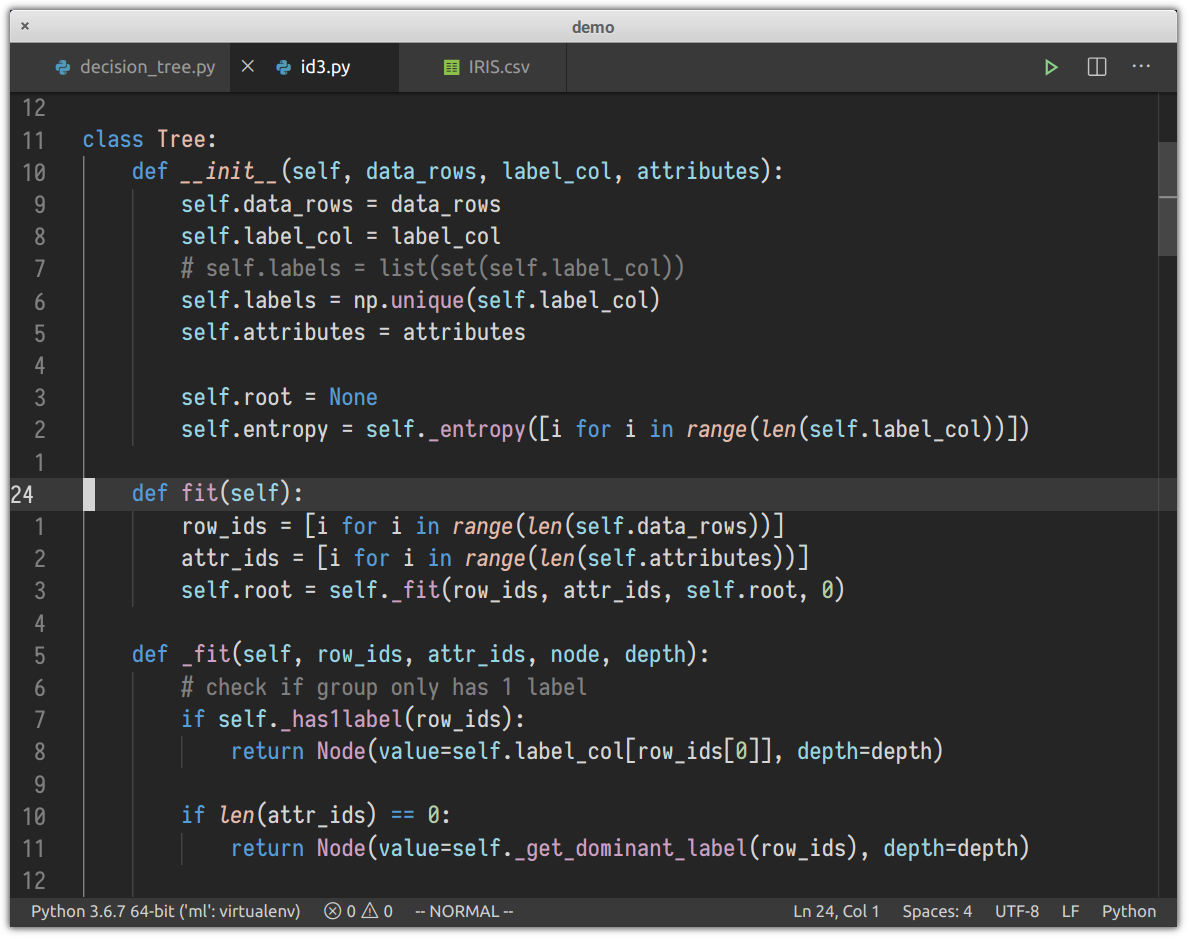 × demo
decision_tree.py × id3.py IRIS.csv ···
12
11 class Tree:
10 def __init__(self, data_rows, label_col, attributes):
9 self.data_rows = data_rows
8 self.label_col = label_col
7 # self.labels = list(set(self.label_col))
6 self.labels = np.unique(self.label_col)
5 self.attributes = attributes
4
3 self.root = None
2 self.entropy = self._entropy([i for i in range(len(self.label_col))])
1
24 def fit(self):
1 row_ids = [i for i in range(len(self.data_rows))]
2 attr_ids = [i for i in range(len(self.attributes))]
3 self.root = self._fit(row_ids, attr_ids, self.root, 0)
4
5 def _fit(self, row_ids, attr_ids, node, depth):
6 # check if group only has 1 label
7 if self._has1label(row_ids):
8 return Node(value=self.label_col[row_ids[0]], depth=depth)
9
10 if len(attr_ids) == 0:
11 return Node(value=self._get_dominant_label(row_ids), depth=depth)
12
Python 3.6.7 64-bit ('ml': virtualenv) 0 0 -- NORMAL -- Ln 24, Col 1 Spaces: 4 UTF-8 LF Python